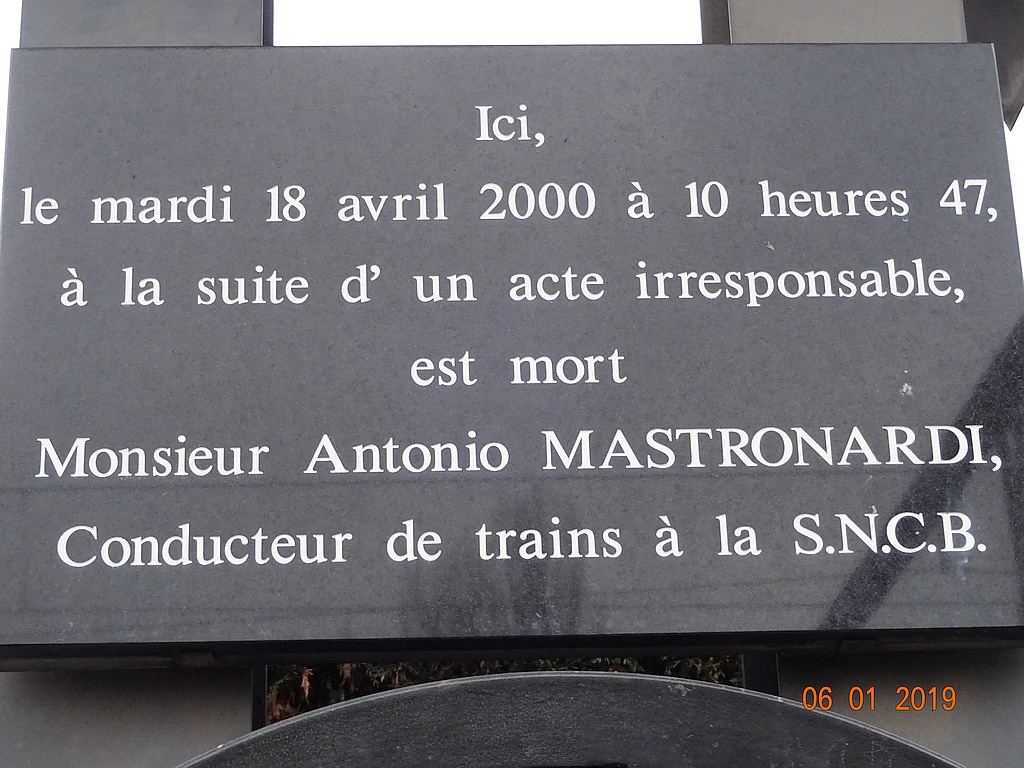 Ici,
le mardi 18 avril 2000 à 10 heures 47,
à la suite d' un acte irresponsable,
est mort
Monsieur Antonio MASTRONARDI,
Conducteur de trains à la S.N.C.B.
06 01 2019